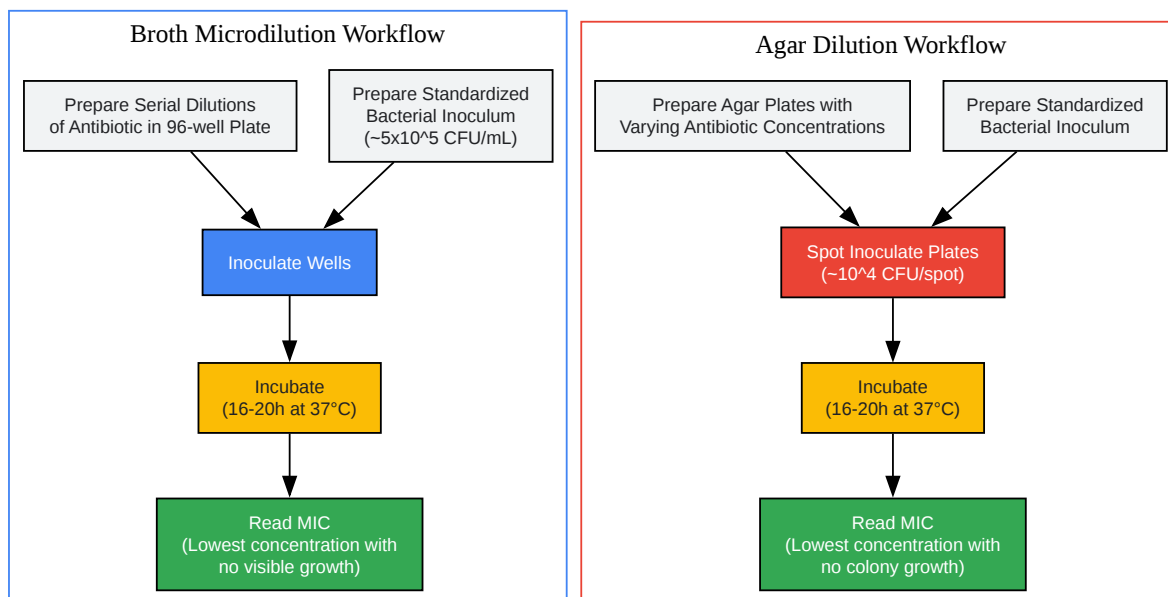 Broth Microdilution Workflow
Prepare Serial Dilutions
of Antibiotic in 96-well Plate
Prepare Standardized
Bacterial Inoculum
(~5x10^5 CFU/mL)
Inoculate Wells
Incubate
(16-20h at 37°C)
Read MIC
(Lowest concentration with
no visible growth)
Agar Dilution Workflow
Prepare Agar Plates with
Varying Antibiotic Concentrations
Prepare Standardized
Bacterial Inoculum
Spot Inoculate Plates
(~10^4 CFU/spot)
Incubate
(16-20h at 37°C)
Read MIC
(Lowest concentration with
no colony growth)